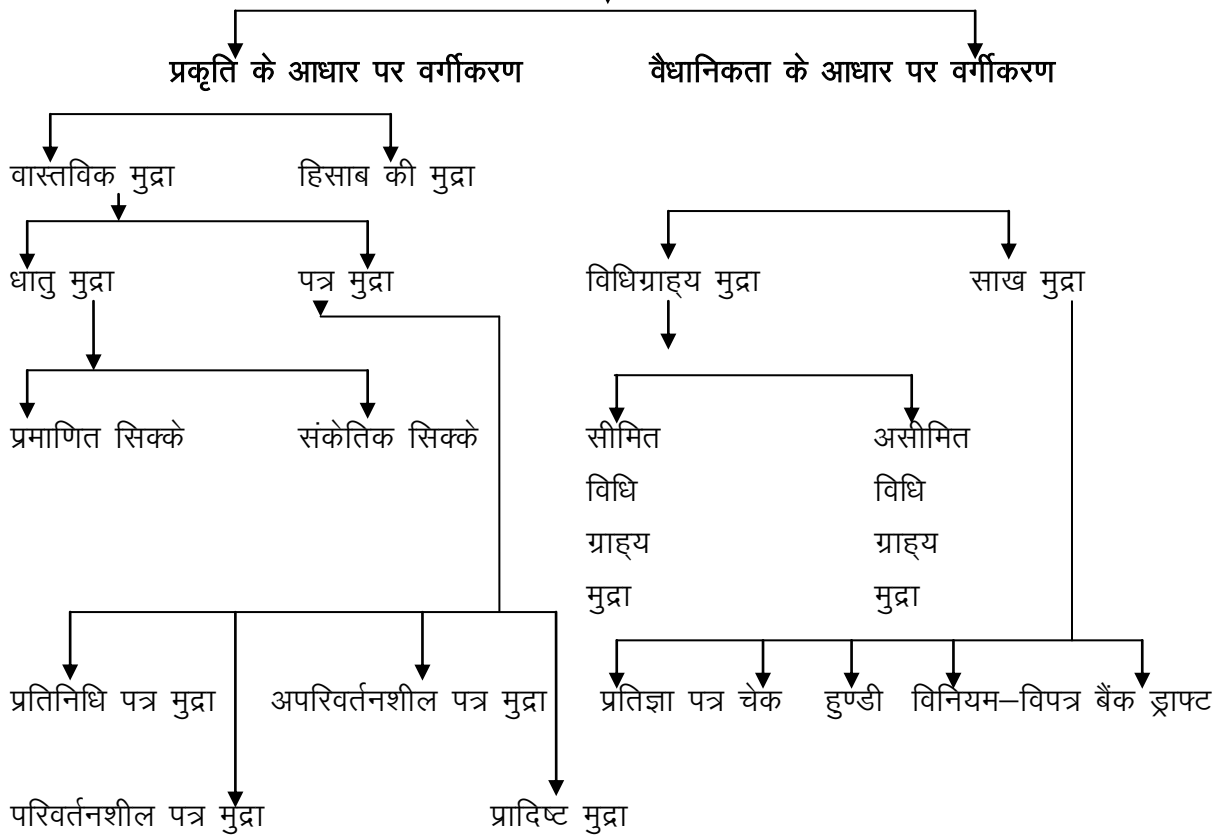 प्रकृति के आधार पर वर्गीकरण वैधानिकता के आधार पर वर्गीकरण
वास्तविक मुद्रा हिसाब की मुद्रा
धातु मुद्रा पत्र मुद्रा विधिग्राह्य मुद्रा साख मुद्रा
प्रमाणित सिक्के संकेतिक सिक्के सीमित असीमित
विधि विधि
ग्राह्य ग्राह्य
मुद्रा मुद्रा
प्रतिनिधि पत्र मुद्रा अपरिवर्तनशील पत्र मुद्रा प्रतिज्ञा पत्र चेक हुण्डी विनियम–विपत्र बैंक ड्राफ्ट
परिवर्तनशील पत्र मुद्रा प्रादिष्ट मुद्रा